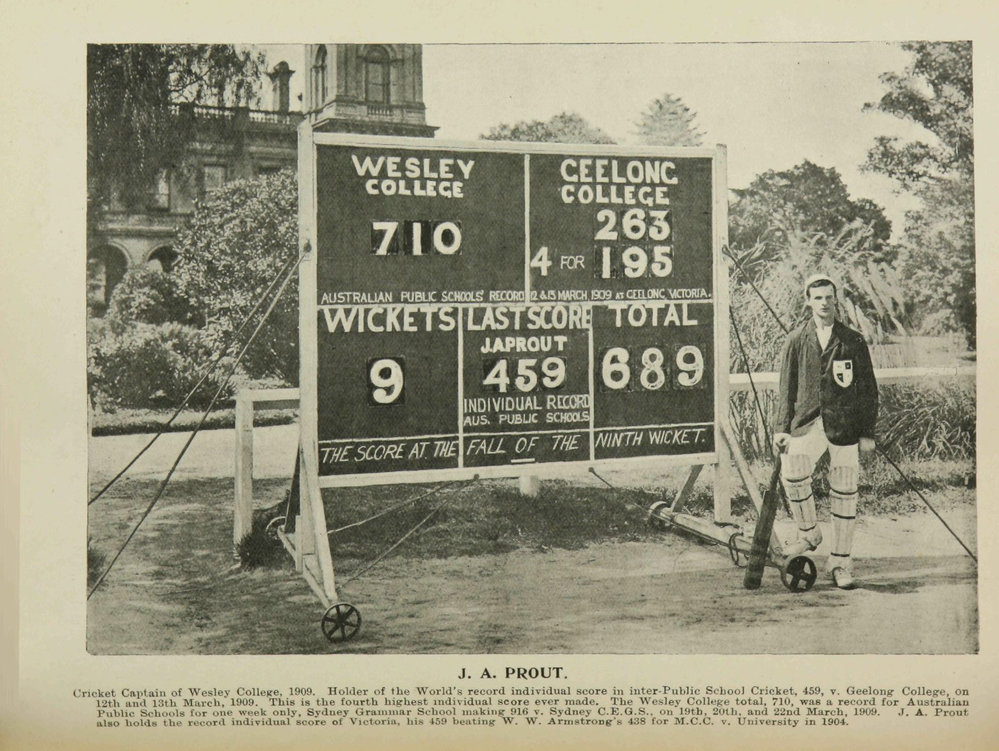 WESLEY
COLLEGE
710
GEELONG
COLLEGE
263
4 FOR 195
AUSTRALIAN PUBLIC SCHOOLS' RECORD 12 & 13 MARCH 1909 AT GEELONG, VICTORIA.
WICKETS
9
LAST SCORE
J.A PROUT
459
INDIVIDUAL RECORD
AUS. PUBLIC SCHOOLS
TOTAL
689
THE SCORE AT THE FALL OF THE NINTH WICKET.
J. A. PROUT.
Cricket Captain of Wesley College, 1909. Holder of the World's record individual score in inter-Public School Cricket, 459, v. Geelong College, on
12th and 13th March, 1909. This is the fourth highest individual score ever made. The Wesley College total, 710, was a record for Australian
Public Schools for one week only, Sydney Grammar School making 916 v. Sydney C.E.G.S., on 19th, 20th, and 22nd March, 1909. J. A. Prout
also holds the record individual score of Victoria, his 459 beating W. W. Armstrong's 438 for M.C.C. v. University in 1904.